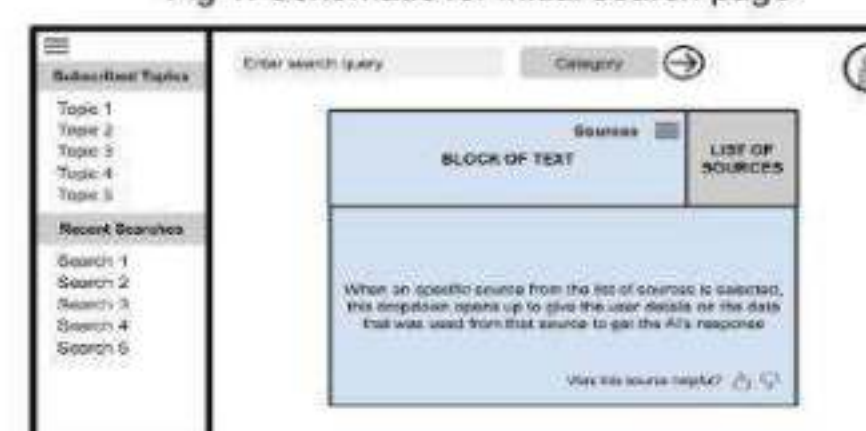 Subscribed Topics
Topic 1
Topic 2
Topic 3
Topic 4
Topic 5
Recent Searches
Search 1
Search 2
Search 3
Search 4
Search 5
Enter search query
Category
Sources
BLOCK OF TEXT
LIST OF
SOURCES
When an specific source from the list of sources is selected,
this dropdown opens up to give the user details on the data
that was used from that source to get the AI's response
Was this source helpful?